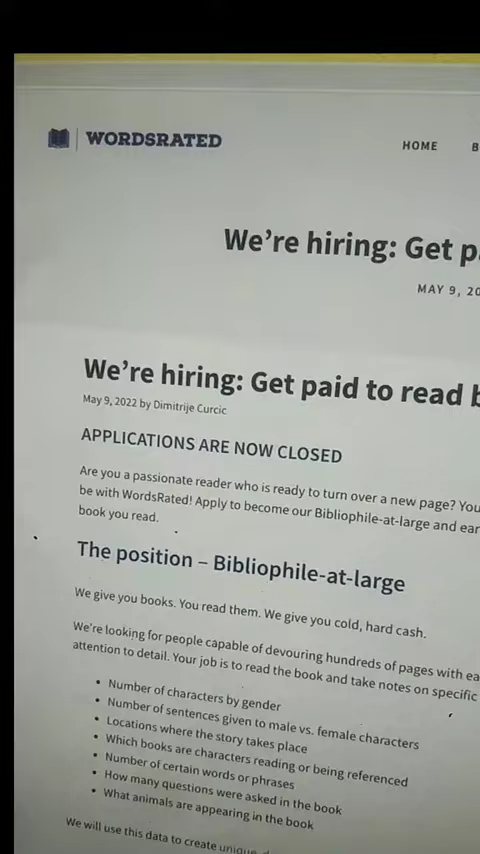 WORDSRATED
HOME
We're hiring: Get
MAY 9,
We're hiring: Get paid to read
May 9, 2022 by Dimitrije Curcic
APPLICATIONS ARE NOW CLOSED
Are you a passionate reader who is ready to turn over a new page? You
be with WordsRated! Apply to become our Bibliophile-at-large and
book you read.
The position – Bibliophile-at-large
We give you books. You read them. We give you cold, hard cash.
We're looking for people capable of devouring hundreds of pages with
attention to detail. Your job is to read the book and take notes on specific
• Number of characters by gender
• Number of sentences given to male vs. female characters
• Locations where the story takes place
• Which books are characters reading or being referenced
• Number of certain words or phrases
• How many questions were asked in the book
• What animals are appearing in the book
We will use this data to create